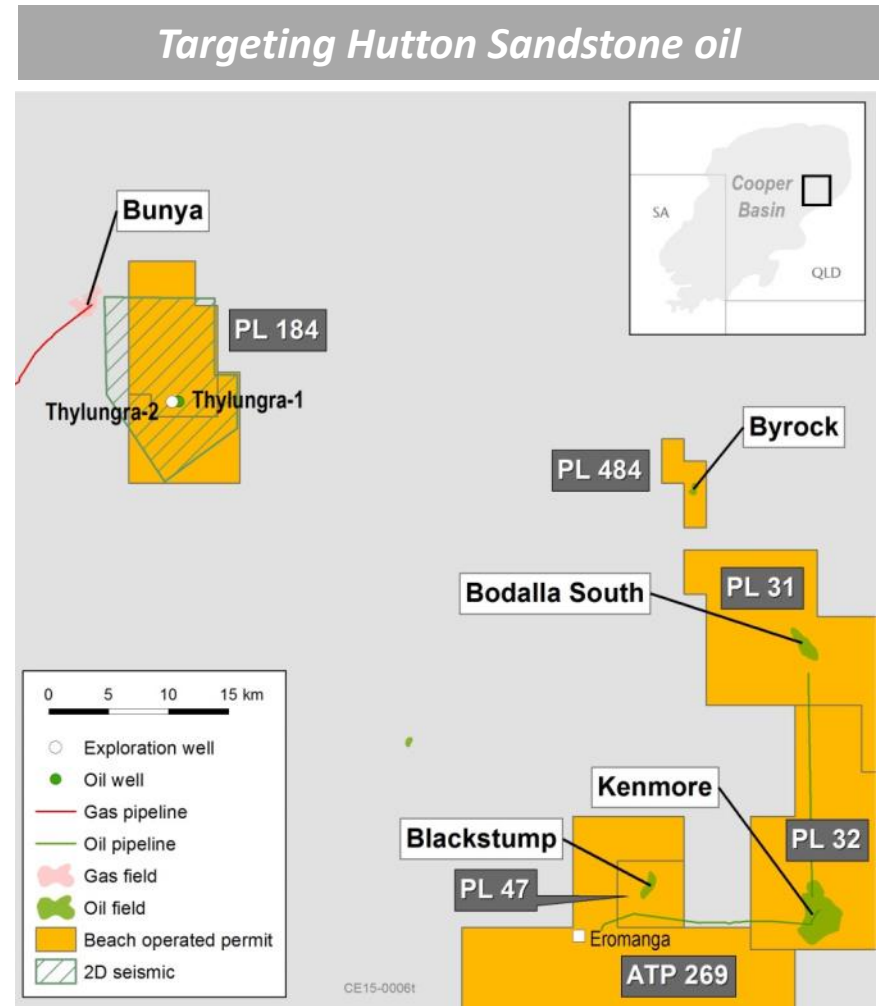 Targeting Hutton Sandstone oil
Bunya
PL 184
Thylungra-2
Thylungra-1
Cooper
Basin
SA
QLD
Byrock
PL 484
Bodalla South
PL 31
Kenmore
Blackstump
PL 32
PL 47
Eromanga
ATP 269
0 5 10 15 km
Exploration well
Oil well
Gas pipeline
Oil pipeline
Gas field
Oil field
Beach operated permit
2D seismic
CE15-0006t